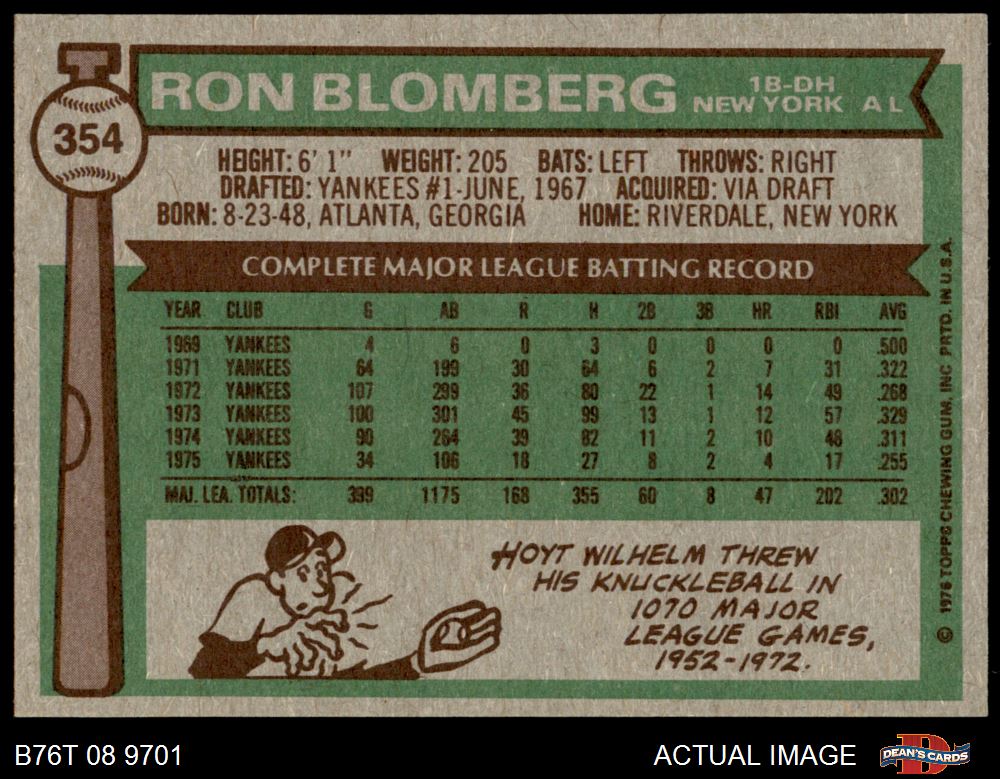 354
RON BLOMBERG
1B-DH
NEW YORK A L
HEIGHT: 6' 1" WEIGHT: 205 BATS: LEFT THROWS: RIGHT
DRAFTED: YANKEES #1-JUNE, 1967 ACQUIRED: VIA DRAFT
BORN: 8-23-48, ATLANTA, GEORGIA HOME: RIVERDALE, NEW YORK
COMPLETE MAJOR LEAGUE BATTING RECORD
YEAR CLUB G AB R H 2B 3B HR RBI AVG
1969 YANKEES 4 6 0 3 0 0 0 0 .500
1971 YANKEES 64 199 30 64 6 2 7 31 .322
1972 YANKEES 107 299 36 80 22 1 14 49 .268
1973 YANKEES 100 301 45 99 13 1 12 57 .329
1974 YANKEES 90 264 39 82 11 2 10 48 .311
1975 YANKEES 34 106 18 27 8 2 4 17 .255
MAJ. LEA. TOTALS: 399 1175 168 355 60 8 47 202 .302
HOYT WILHELM THREW
HIS KNUCKLEBALL IN
1070 MAJOR
LEAGUE GAMES,
1952-1972.
© 1976 TOPPS CHEWING GUM, INC PRTD. IN U.S.A.
B76T 08 9701
ACTUAL IMAGE
DEAN'S CARDS